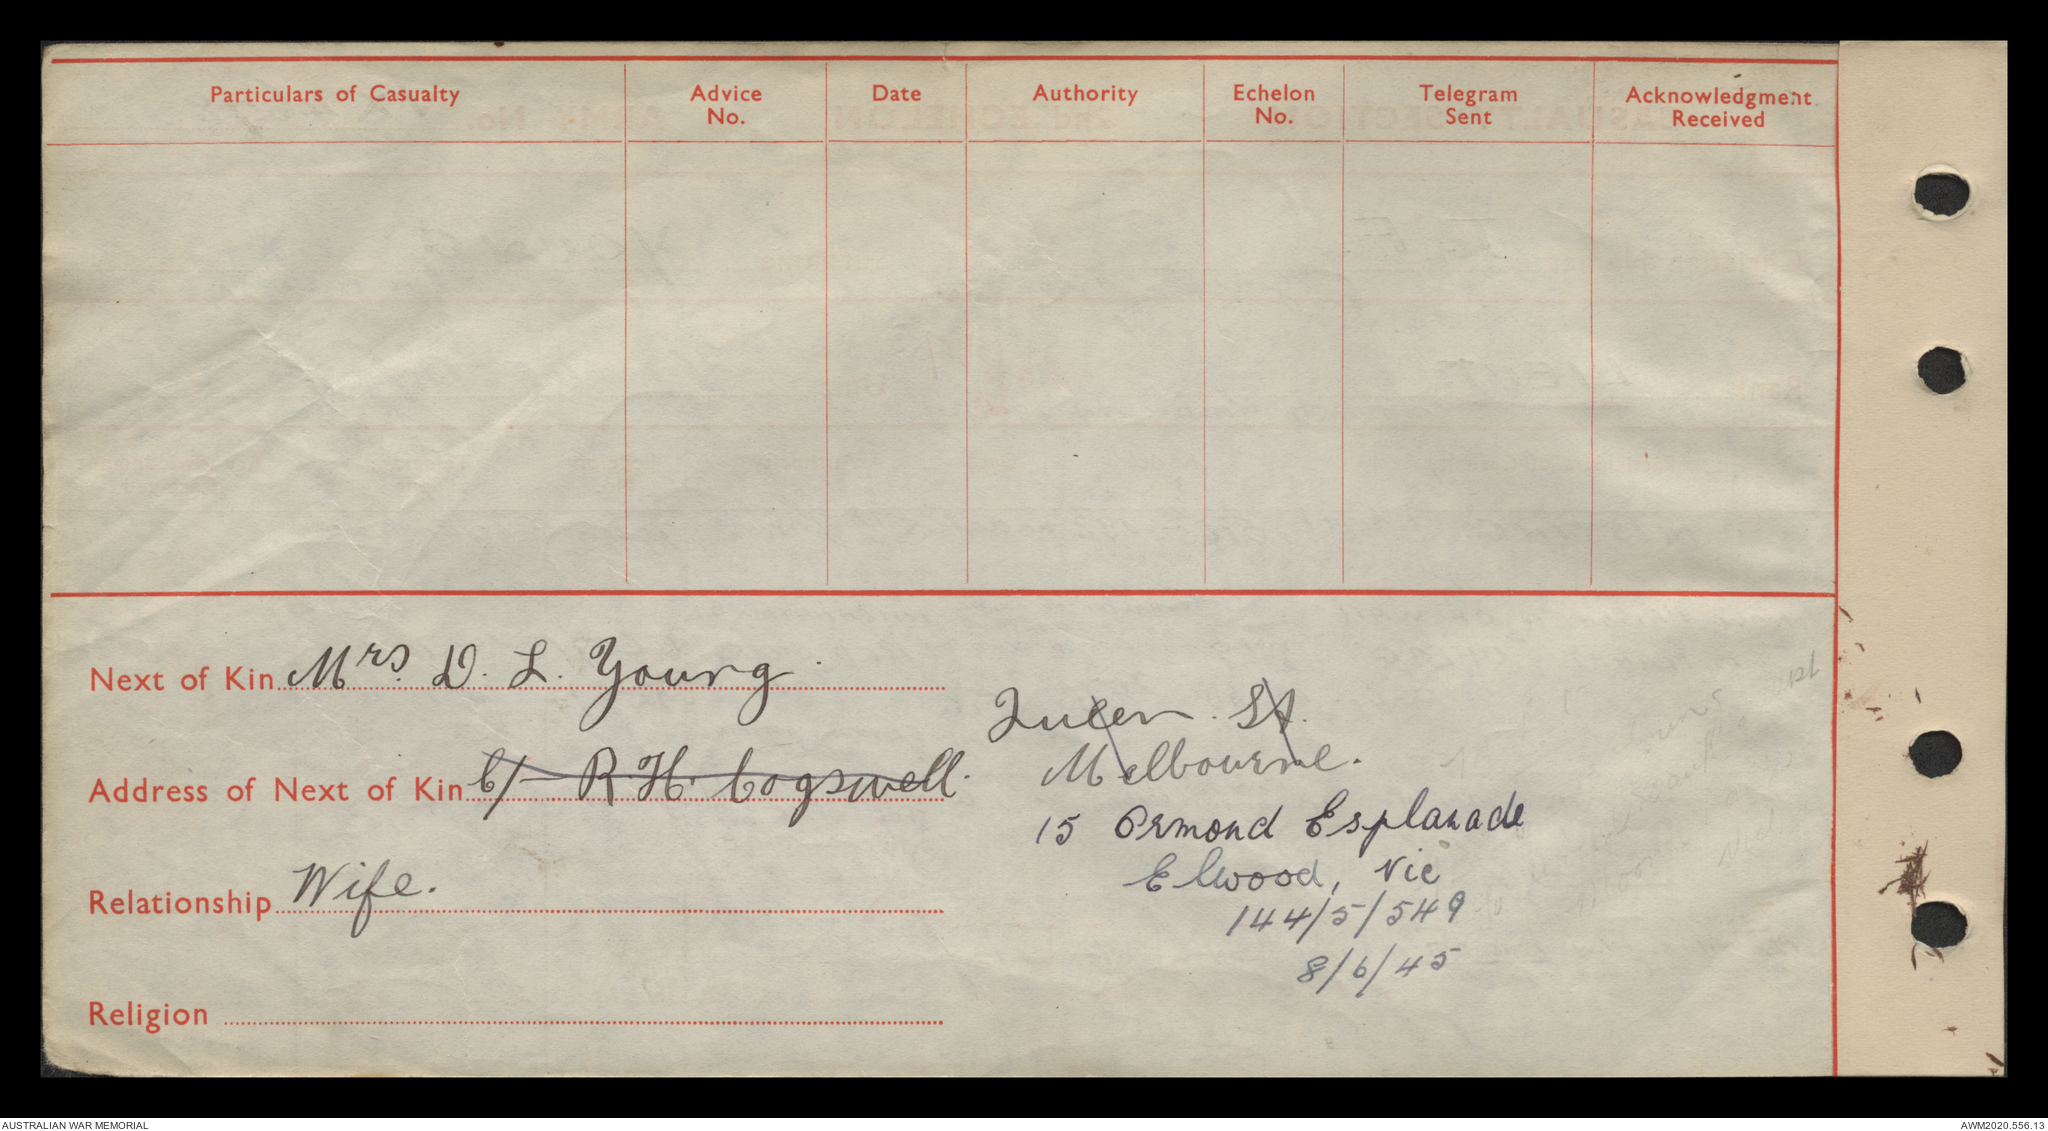 Particulars of Casualty Advice No. Date Authority Echelon No. Telegram Sent Acknowledgment Received
Next of Kin Mrs. D. L. Young.
Address of Next of Kin C/- R. H. Cogswell. Queen St.
Melbourne.
15 Ormond Esplanade
Relationship Wife. Elwood, Vic
144/5/549
8/6/45
Religion
AUSTRALIAN WAR MEMORIAL AWM2020.556.13